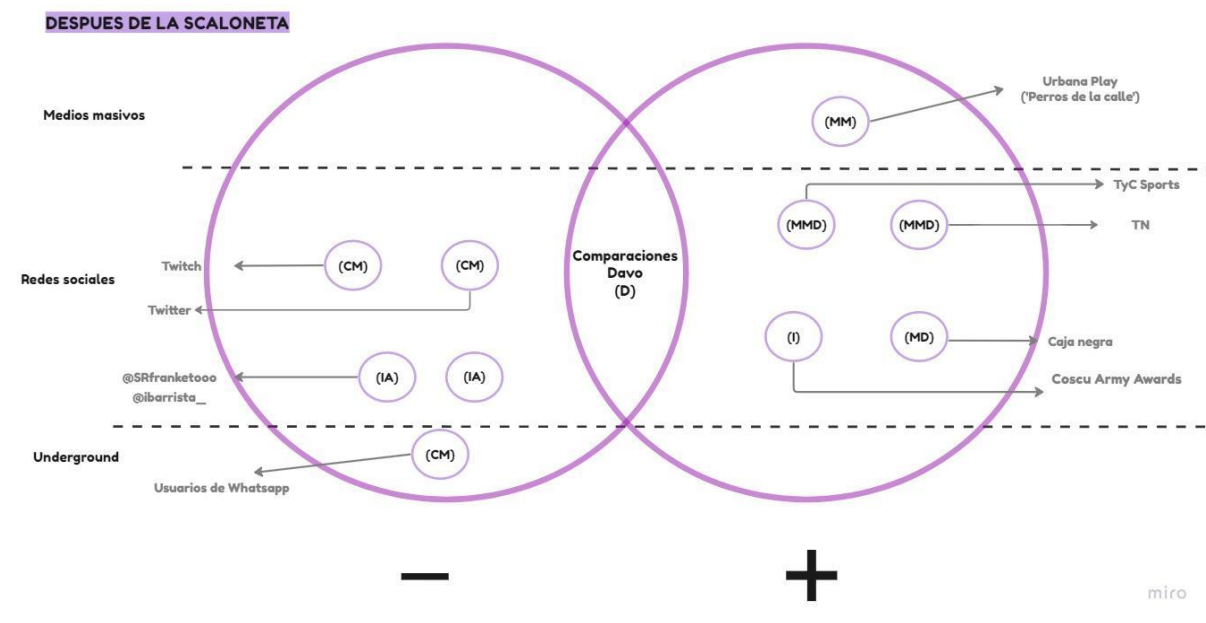 DESPUES DE LA SCALONETA
Medios masivos
(MM)
Urbana Play
('Perros de la calle')
TyC Sports
(MMD)
(MMD)
TN
Redes sociales
Twitch
(CM)
(CM)
Twitter
Comparaciones
Davo
(D)
(I)
(MD)
Caja negra
Coscu Army Awards
@SRfranketooo
@ibarrista_
(IA)
(IA)
Underground
(CM)
Usuarios de Whatsapp
−
+
miro